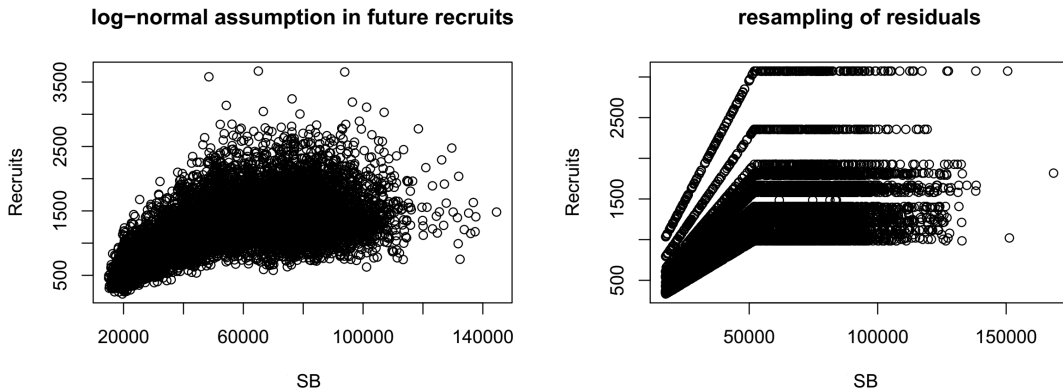 log−normal assumption in future recruits
Recruits
3500
2500
1500
500
20000 60000 100000 140000
SB
resampling of residuals
Recruits
2500
1500
500
50000 100000 150000
SB